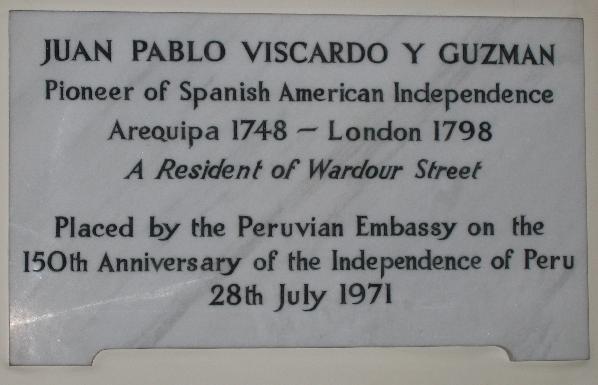 JUAN PABLO VISCARDO Y GUZMAN
Pioneer of Spanish American Independence
Arequipa 1748 – London 1798
A Resident of Wardour Street
Placed by the Peruvian Embassy on the
150th Anniversary of the Independence of Peru
28th July 1971